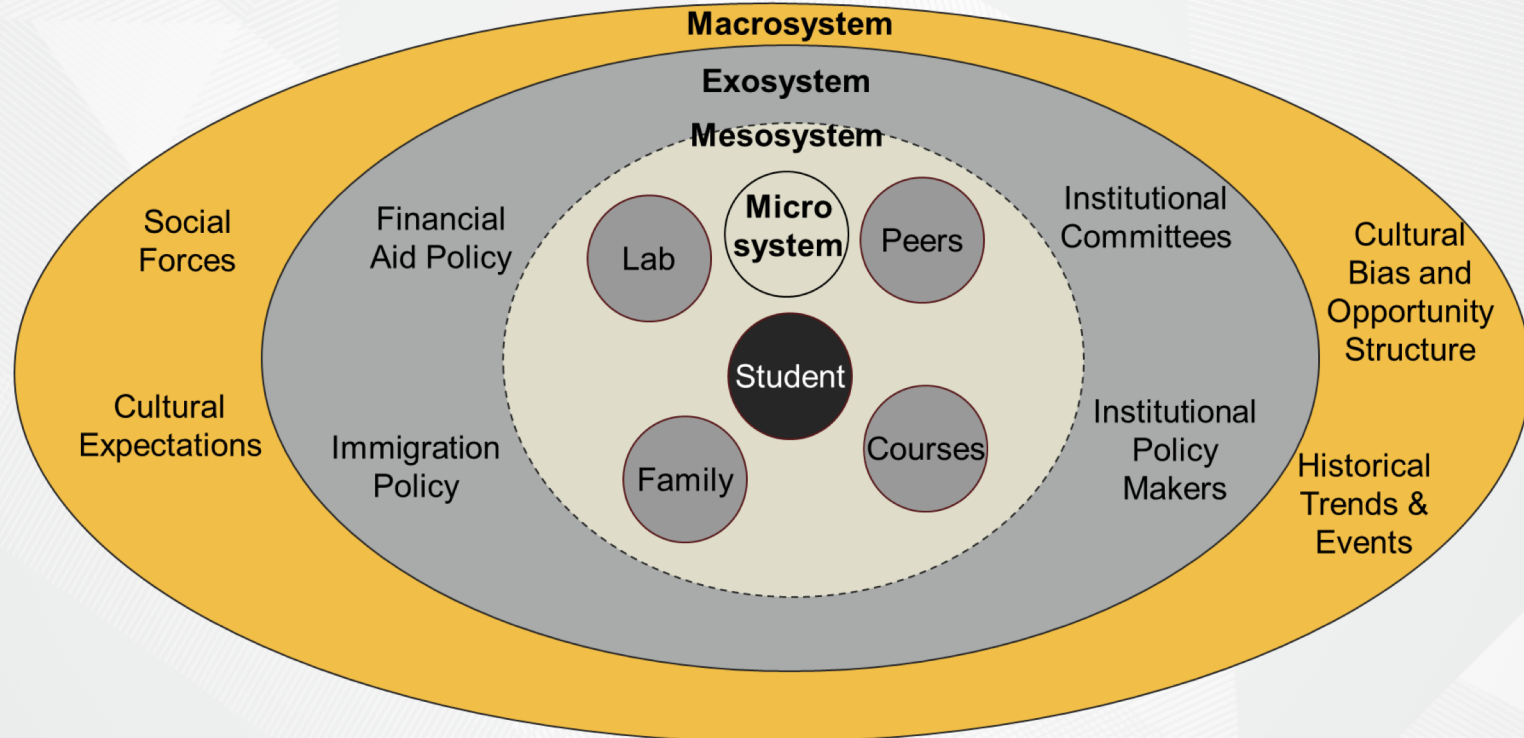 Macrosystem
Exosystem
Mesosystem
Micro
system
Lab
Peers
Student
Family
Courses
Financial
Aid Policy
Immigration
Policy
Institutional
Committees
Institutional
Policy
Makers
Social
Forces
Cultural
Expectations
Cultural
Bias and
Opportunity
Structure
Historical
Trends &
Events